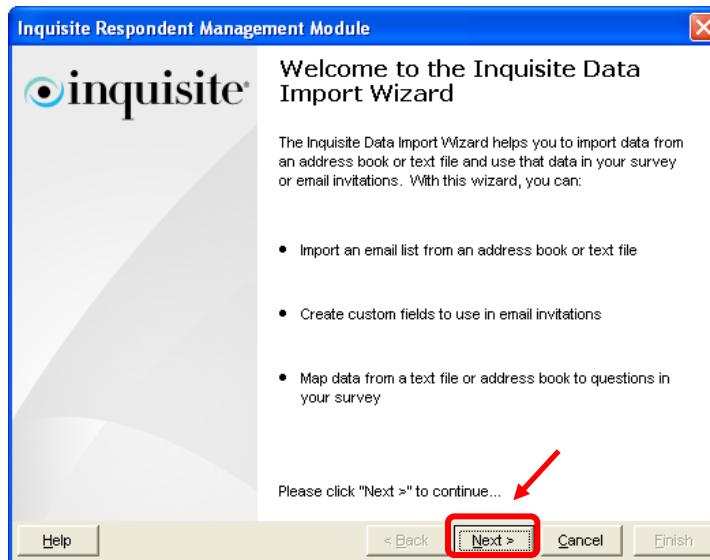 Inquisite Respondent Management Module
inquisite®
Welcome to the Inquisite Data
Import Wizard
The Inquisite Data Import Wizard helps you to import data from
an address book or text file and use that data in your survey
or email invitations. With this wizard, you can:
• Import an email list from an address book or text file
• Create custom fields to use in email invitations
• Map data from a text file or address book to questions in
your survey
Please click "Next >" to continue...
Help
< Back
Next >
Cancel
Finish